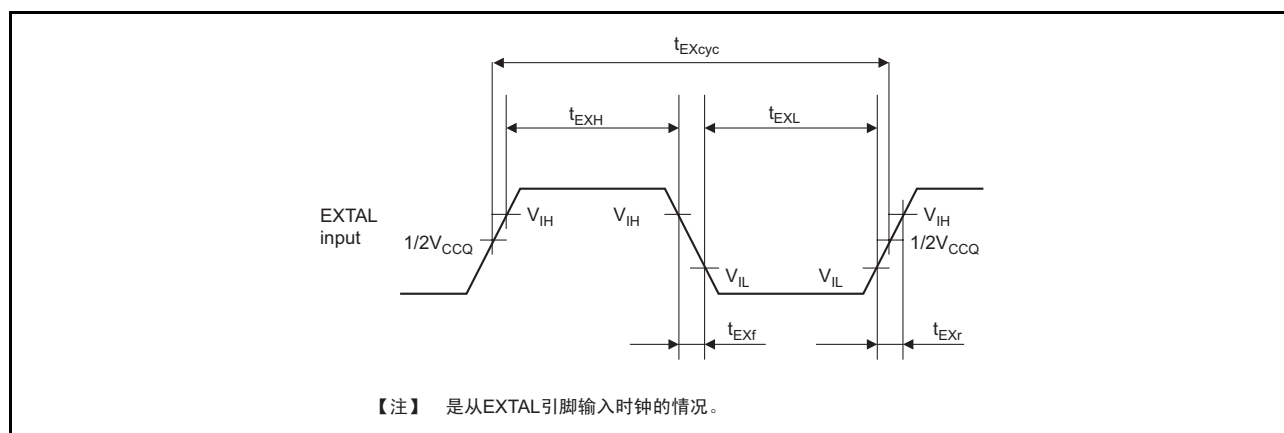 tEXcyc
tEXH
tEXL
EXTAL
input
VIH
VIH
VIH
1/2VCCQ
1/2VCCQ
VIL
VIL
tEXf
tEXr
【注】 是从EXTAL引脚输入时钟的情况。